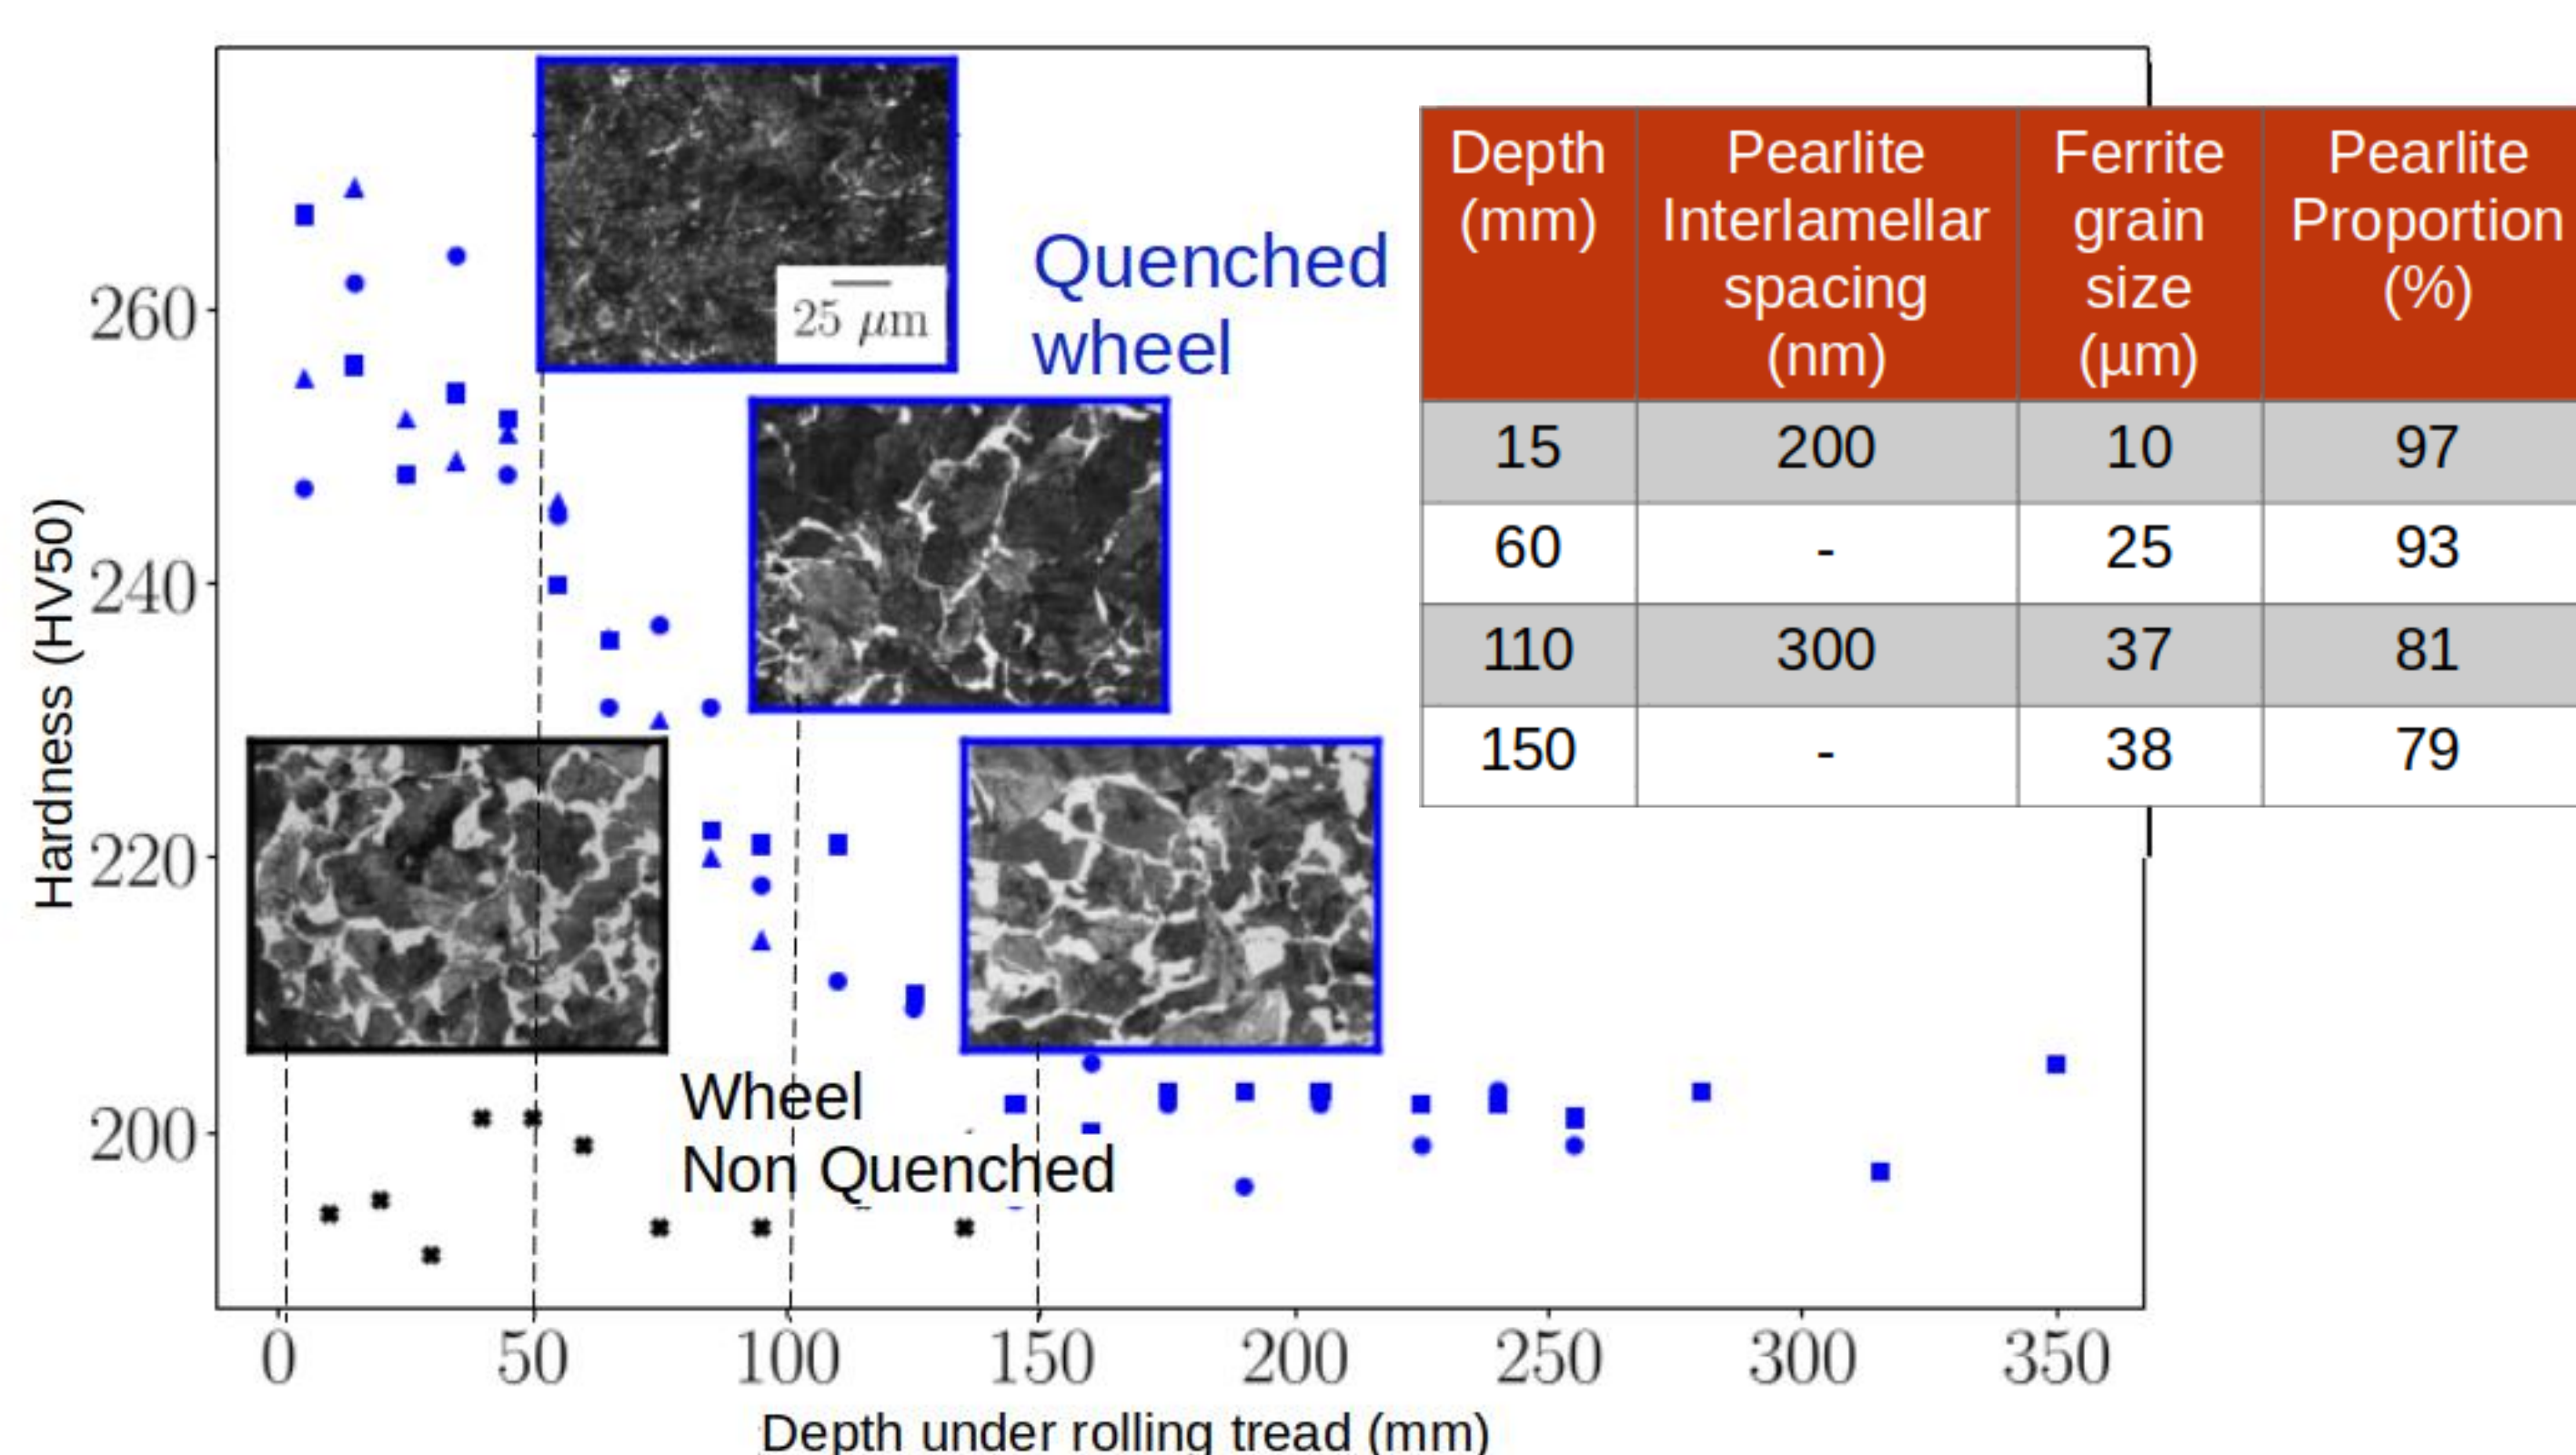 Hardness (HV50)
260
240
220
200
25 μm
Quenched
wheel
Wheel
Non Quenched
0 50 100 150 200 250 300 350
Depth under rolling tread (mm)
Depth
(mm)
Pearlite
Interlamellar
spacing
(nm)
Ferrite
grain
size
(µm)
Pearlite
Proportion
(%)
15 200 10 97
60 - 25 93
110 300 37 81
150 - 38 79